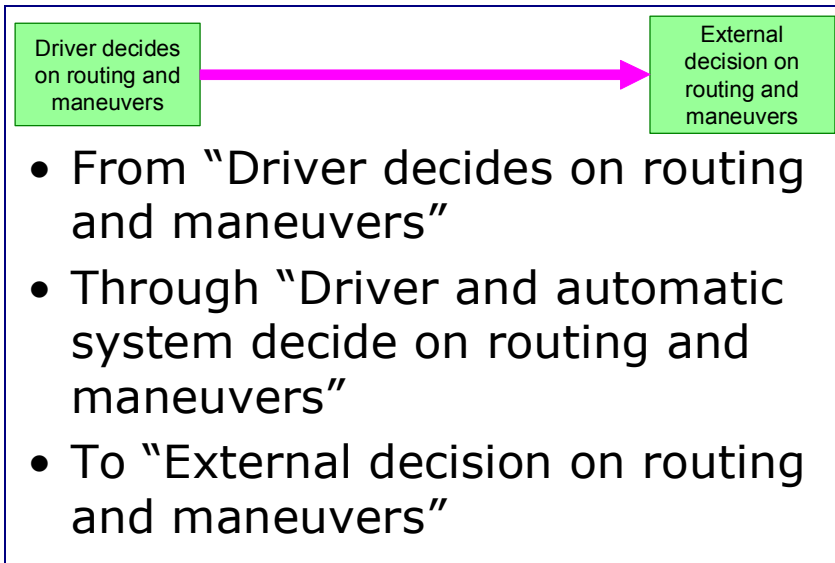 Driver decides
on routing and
maneuvers
External
decision on
routing and
maneuvers
• From “Driver decides on routing
and maneuvers”
• Through “Driver and automatic
system decide on routing and
maneuvers”
• To “External decision on routing
and maneuvers”